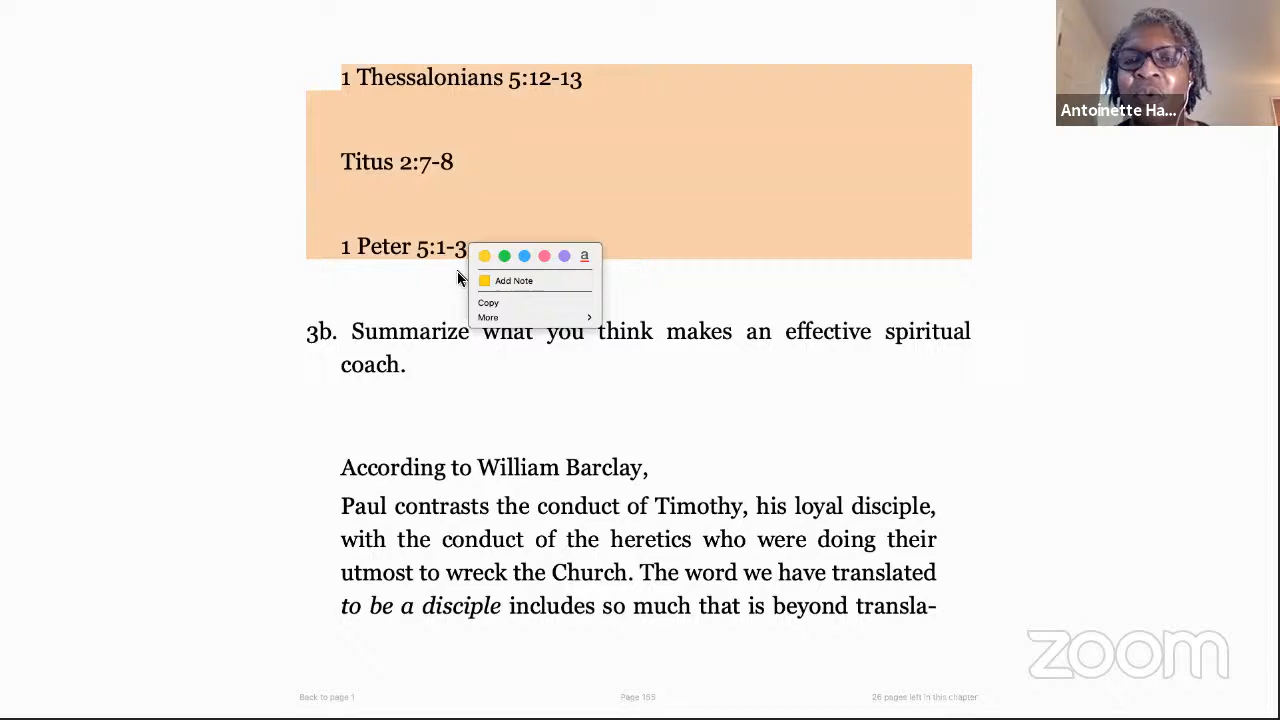 1 Thessalonians 5:12-13
Antoinette Ha...
Titus 2:7-8
1 Peter 5:1-3
a
Add Note
Copy
More
3b. Summarize what you think makes an effective spiritual
coach.
According to William Barclay,
Paul contrasts the conduct of Timothy, his loyal disciple,
with the conduct of the heretics who were doing their
utmost to wreck the Church. The word we have translated
to be a disciple includes so much that is beyond transla-
zoom
Back to page 1
Page 155
26 pages left in this chapter